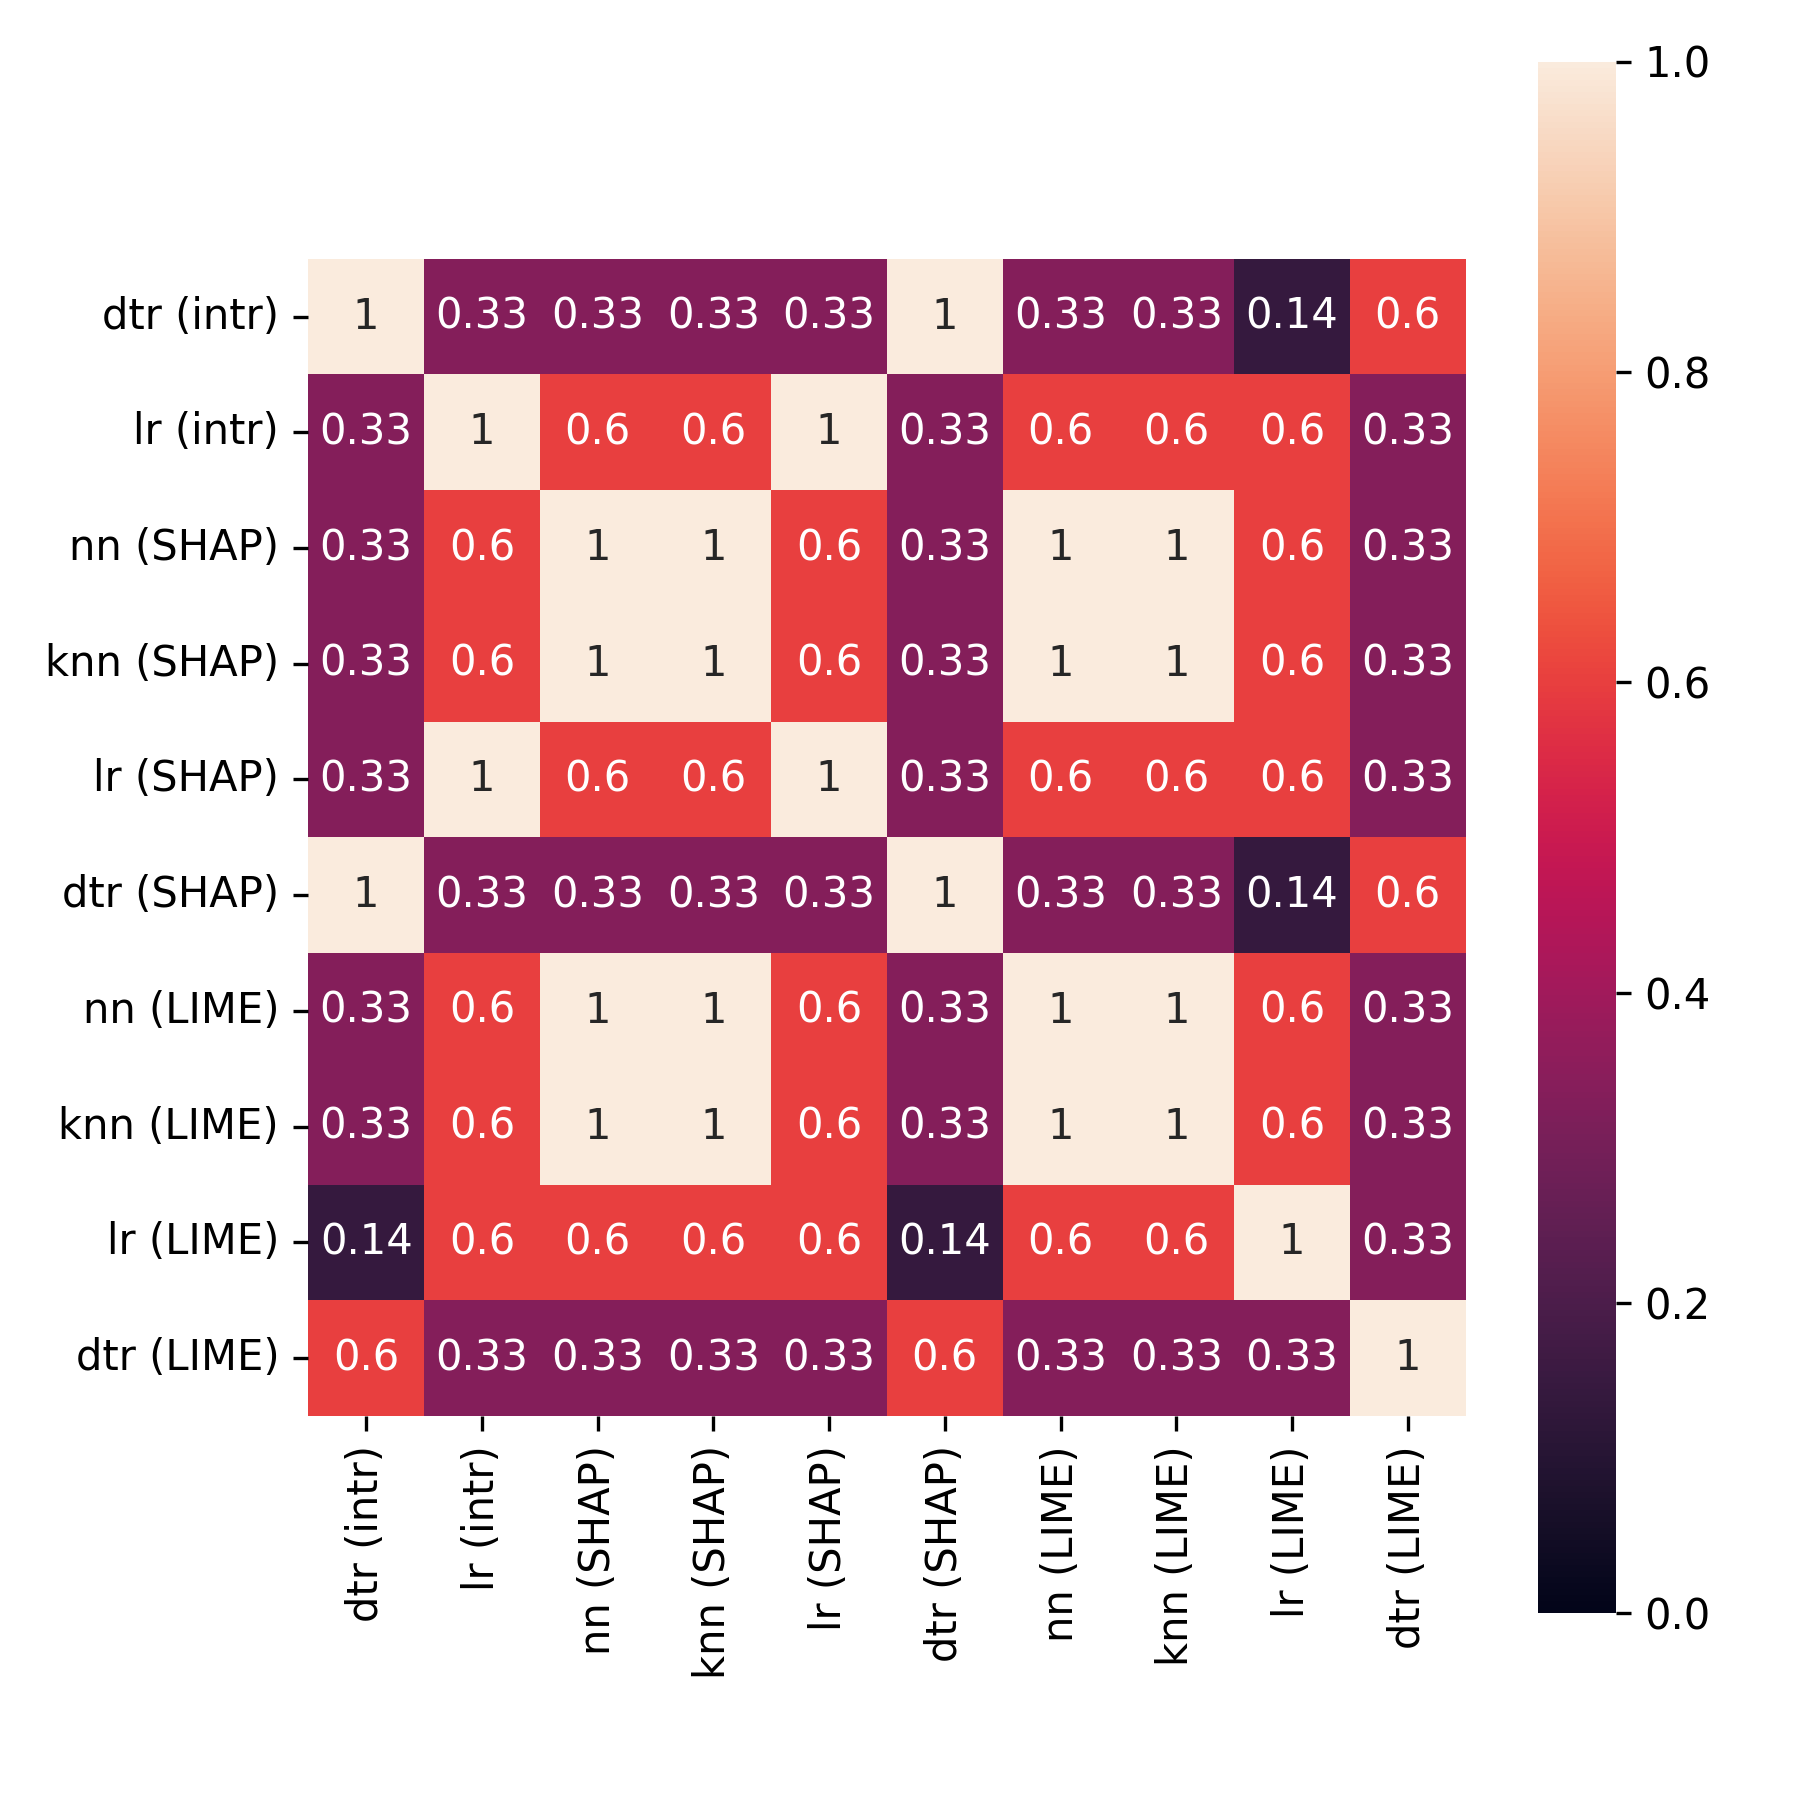 dtr (intr) 1 0.33 0.33 0.33 0.33 1 0.33 0.33 0.14 0.6
lr (intr) 0.33 1 0.6 0.6 1 0.33 0.6 0.6 0.6 0.33
nn (SHAP) 0.33 0.6 1 1 0.6 0.33 1 1 0.6 0.33
knn (SHAP) 0.33 0.6 1 1 0.6 0.33 1 1 0.6 0.33
lr (SHAP) 0.33 1 0.6 0.6 1 0.33 0.6 0.6 0.6 0.33
dtr (SHAP) 1 0.33 0.33 0.33 0.33 1 0.33 0.33 0.14 0.6
nn (LIME) 0.33 0.6 1 1 0.6 0.33 1 1 0.6 0.33
knn (LIME) 0.33 0.6 1 1 0.6 0.33 1 1 0.6 0.33
lr (LIME) 0.14 0.6 0.6 0.6 0.6 0.14 0.6 0.6 1 0.33
dtr (LIME) 0.6 0.33 0.33 0.33 0.33 0.6 0.33 0.33 0.33 1
dtr (intr)
lr (intr)
nn (SHAP)
knn (SHAP)
lr (SHAP)
dtr (SHAP)
nn (LIME)
knn (LIME)
lr (LIME)
dtr (LIME)
1.0
0.8
0.6
0.4
0.2
0.0